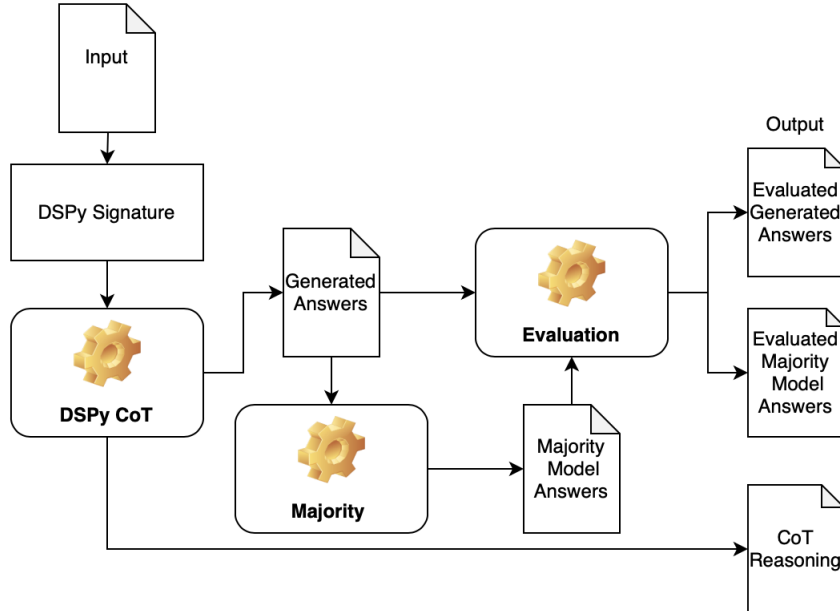 Input
DSPy Signature
DSPy CoT
Generated
Answers
Majority
Majority
Model
Answers
Evaluation
Output
Evaluated
Generated
Answers
Evaluated
Majority
Model
Answers
CoT
Reasoning